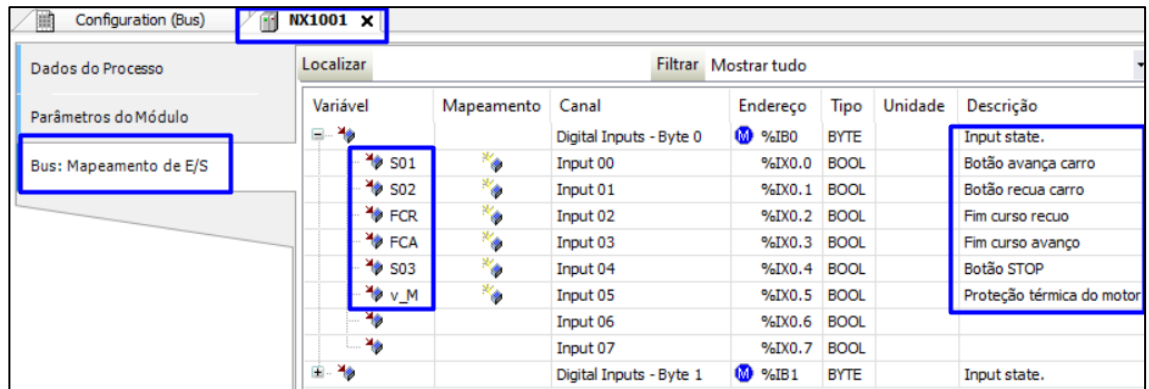 Configuration (Bus) NX1001 x
Dados do Processo
Parâmetros do Módulo
Bus: Mapeamento de E/S
Localizar Filtrar Mostrar tudo
Variável Mapeamento Canal Endereço Tipo Unidade Descrição
Digital Inputs - Byte 0 M %IB0 BYTE Input state.
S01 Input 00 %IX0.0 BOOL Botão avança carro
S02 Input 01 %IX0.1 BOOL Botão recua carro
FCR Input 02 %IX0.2 BOOL Fim curso recuo
FCA Input 03 %IX0.3 BOOL Fim curso avanço
S03 Input 04 %IX0.4 BOOL Botão STOP
v_M Input 05 %IX0.5 BOOL Proteção térmica do motor
Input 06 %IX0.6 BOOL
Input 07 %IX0.7 BOOL
Digital Inputs - Byte 1 M %IB1 BYTE Input state.